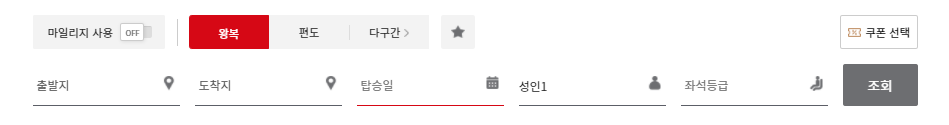 마일리지 사용 OFF 왕복 편도 다구간 쿠폰 선택
출발지 도착지 탑승일 성인1 좌석등급 조회